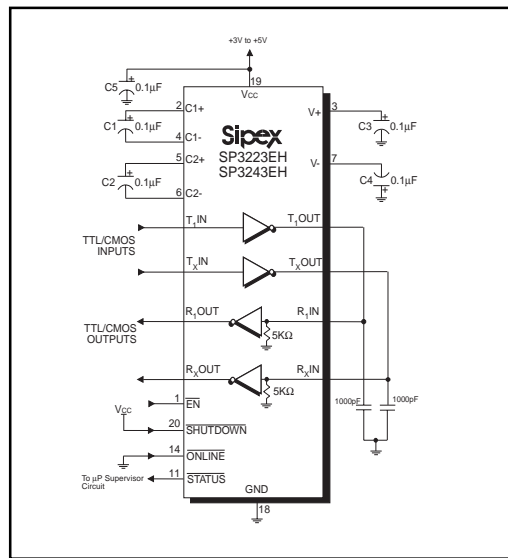 +3V to +5V
C5
+
0.1µF
19
VCC
2
C1+
C1
+
0.1µF
4
C1-
5
C2+
C2
+
0.1µF
6
C2-
Sipex
SP3223EH
SP3243EH
3
V+
C3
+
0.1µF
7
V-
C4
0.1µF
+
TTL/CMOS
INPUTS
T1IN
T1OUT
TXIN
TXOUT
TTL/CMOS
OUTPUTS
R1OUT
R1IN
5KΩ
RXOUT
RXIN
5KΩ
1000pF
1000pF
1
EN
VCC
20
SHUTDOWN
14
ONLINE
To µP Supervisor
Circuit
11
STATUS
GND
18